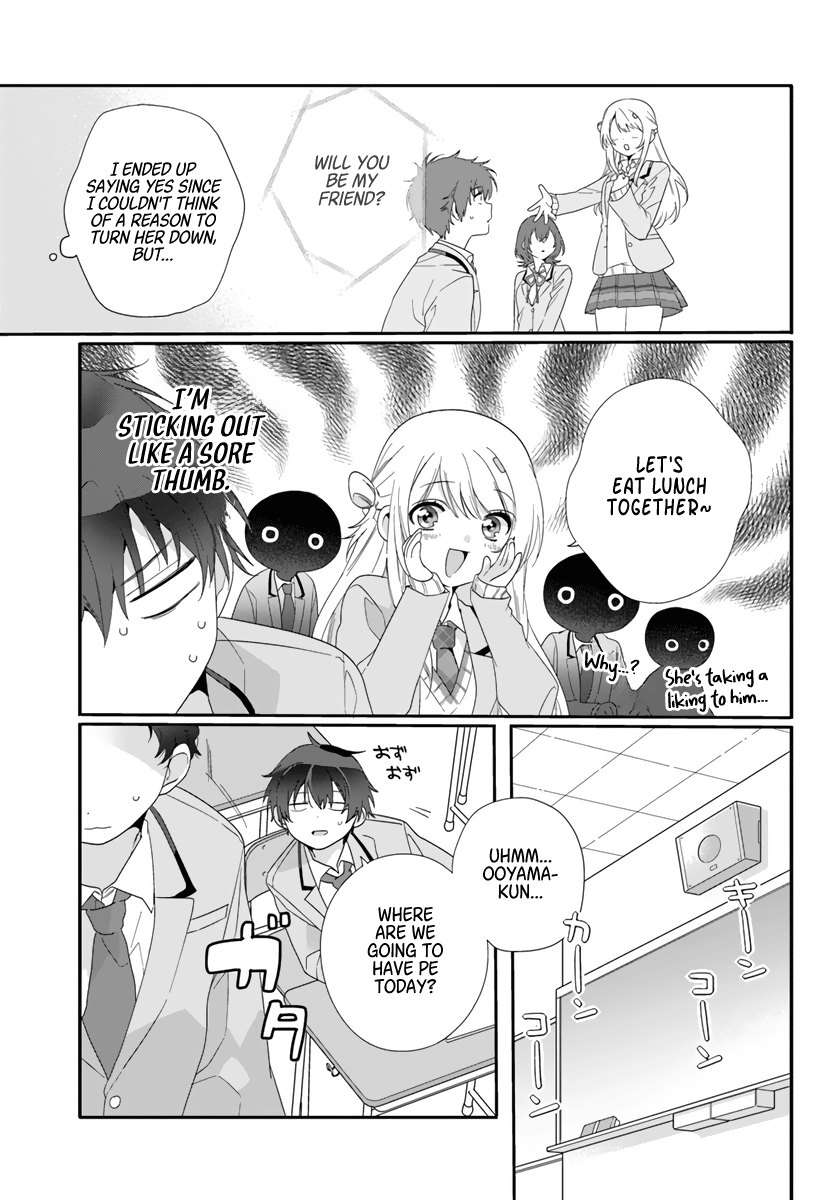 WILL YOU
BE MY
FRIEND?
I ENDED UP
SAYING YES SINCE
I COULDN'T THINK
OF A REASON TO
TURN HER DOWN,
BUT...
LET'S
EAT LUNCH
TOGETHER~
Why...?
She's taking a
liking to him...
I'M
STICKING OUT
LIKE A SORE
THUMB.
キーン
コーン
カーン
コーン
UHMM...
OOYAMA-
KUN...
WHERE
ARE WE
GOING TO
HAVE PE
TODAY?
おず
おず
ガタ